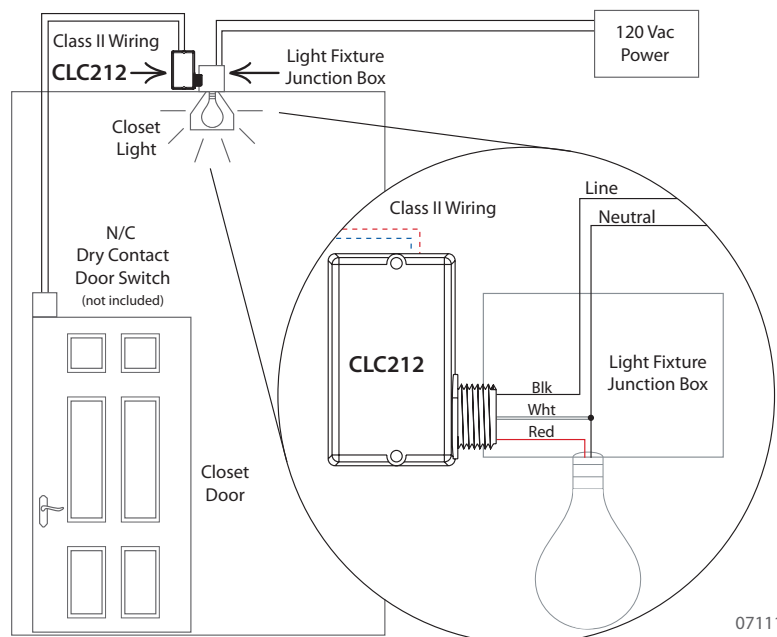 Class II Wiring
CLC212
Light Fixture
Junction Box
120 Vac
Power
Closet
Light
N/C
Dry Contact
Door Switch
(not included)
Closet
Door
Class II Wiring
Line
Neutral
CLC212
Light Fixture
Junction Box
Blk
Wht
Red